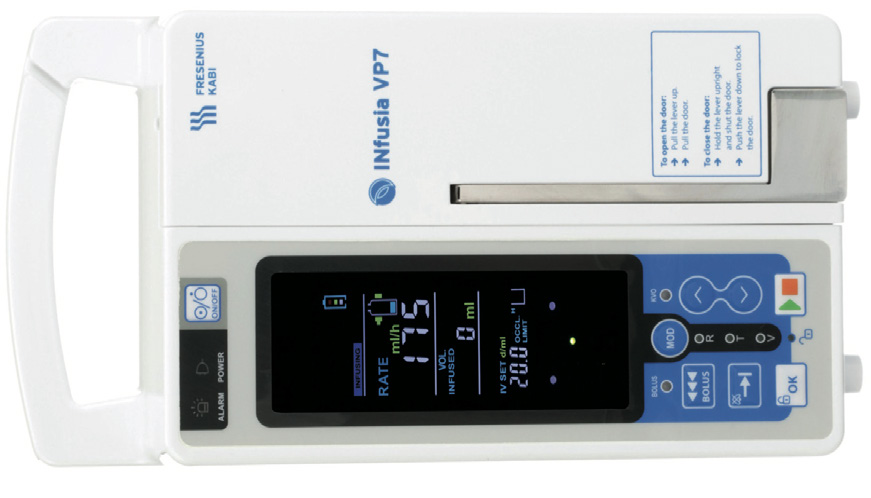 FRESENIUS
KABI
INfusia VP7
To open the door:
→ Pull the lever up.
→ Pull the door.
To close the door:
→ Hold the lever upright
and shut the door.
→ Push the lever down to lock
the door.
ALARM POWER
ON/OFF
INFUSING
RATE
ml/h
175
VOL.
INFUSED
0 ml
IV SET d/ml
20.0 OCCL. H
LIMIT
BOLUS
KVO
MOD
BOLUS
R
T
V
OK